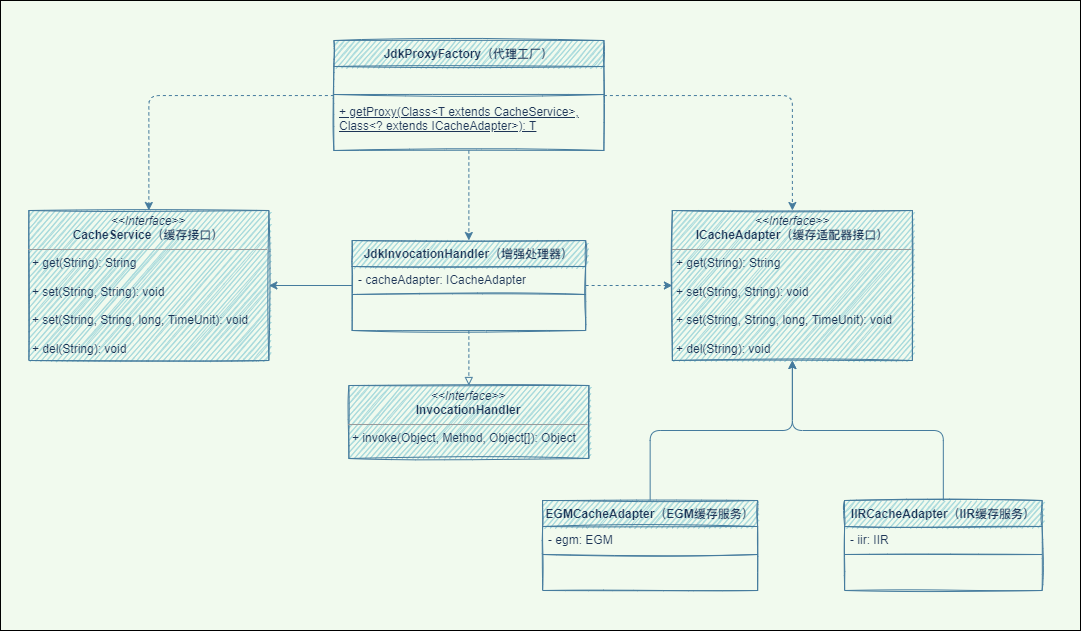 JdkProxyFactory（代理工厂）
+ getProxy(Class<T extends CacheService>,
Class<? extends ICacheAdapter>): T
<<Interface>>
CacheService（缓存接口）
+ get(String): String
+ set(String, String): void
+ set(String, String, long, TimeUnit): void
+ del(String): void
JdkInvocationHandler（增强处理器）
- cacheAdapter: ICacheAdapter
<<Interface>>
ICacheAdapter（缓存适配器接口）
+ get(String): String
+ set(String, String): void
+ set(String, String, long, TimeUnit): void
+ del(String): void
<<Interface>>
InvocationHandler
+ invoke(Object, Method, Object[]): Object
EGMCacheAdapter（EGM缓存服务）
- egm: EGM
IIRCacheAdapter（IIR缓存服务）
- iir: IIR